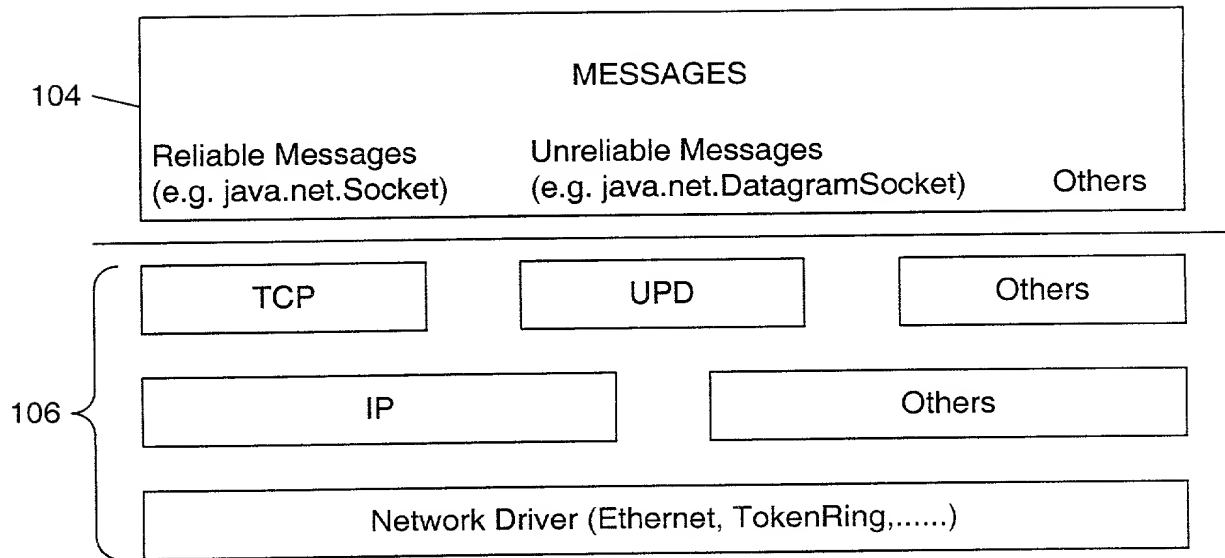 MESSAGES
104
Reliable Messages
(e.g. java.net.Socket)
Unreliable Messages
(e.g. java.net.DatagramSocket)
Others
TCP
UPD
Others
106
IP
Others
Network Driver (Ethernet, TokenRing,......)